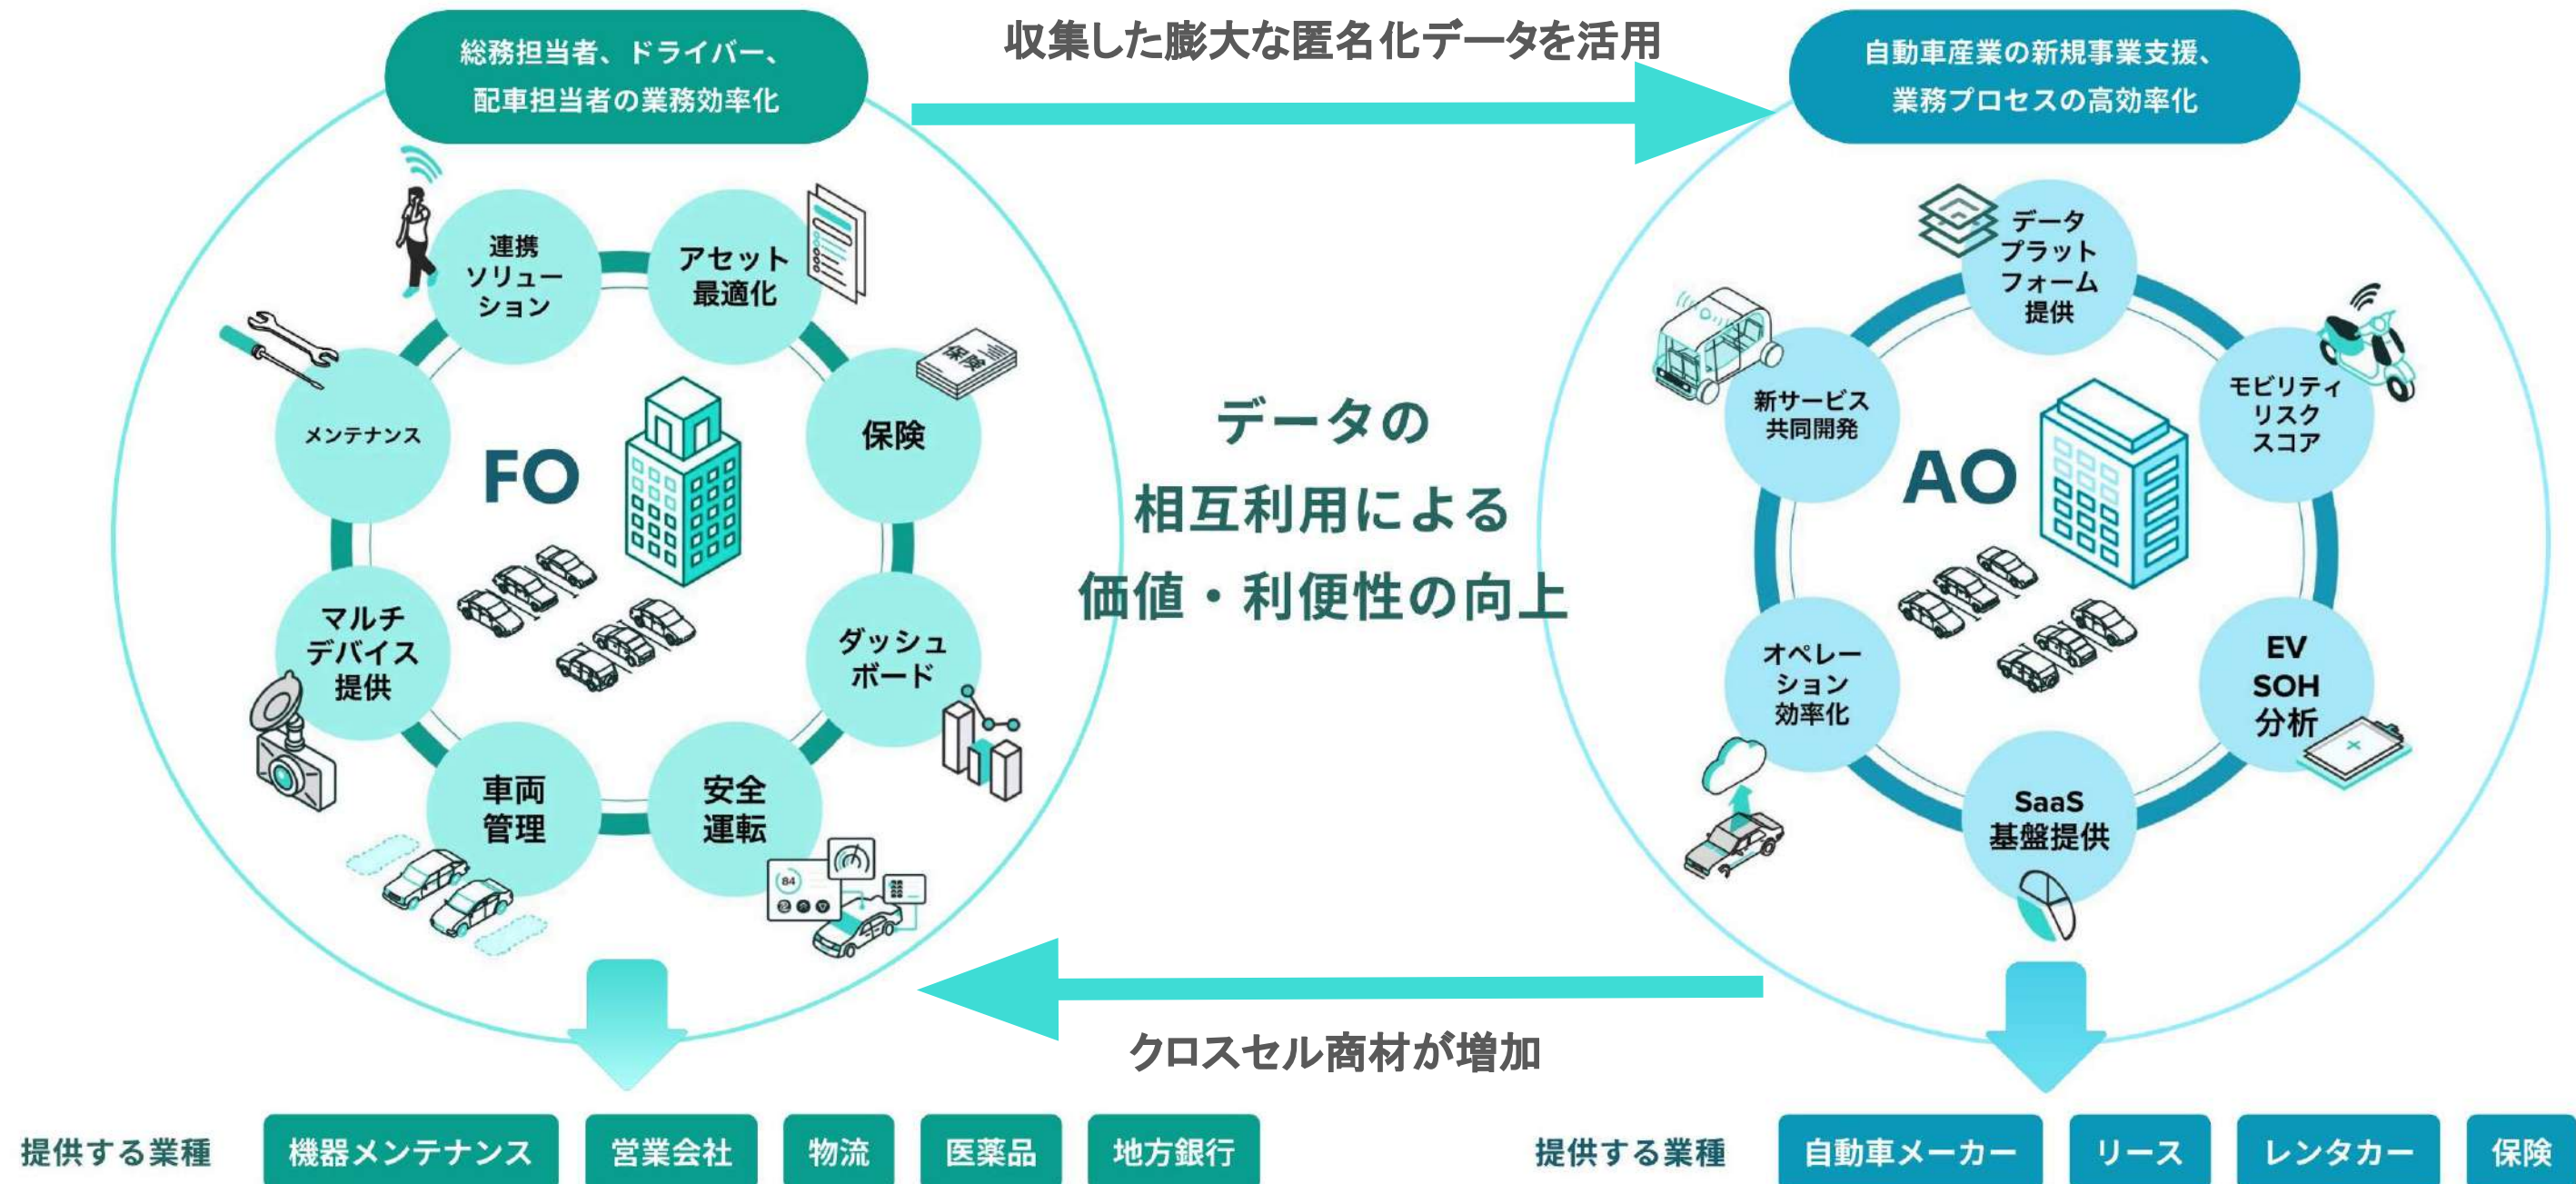 総務担当者、ドライバー、
配車担当者の業務効率化
収集した膨大な匿名化データを活用
自動車産業の新規事業支援、
業務プロセスの高効率化
連携
ソリュー
ション
アセット
最適化
保険
保険
ダッシュ
ボード
安全
運転
84
車両
管理
マルチ
デバイス
提供
メンテナンス
FO
データの
相互利用による
価値・利便性の向上
データ
プラット
フォーム
提供
モビリティ
リスク
スコア
EV
SOH
分析
SaaS
基盤提供
オペレー
ション
効率化
新サービス
共同開発
AO
クロスセル商材が増加
提供する業種
機器メンテナンス
営業会社
物流
医薬品
地方銀行
提供する業種
自動車メーカー
リース
レンタカー
保険